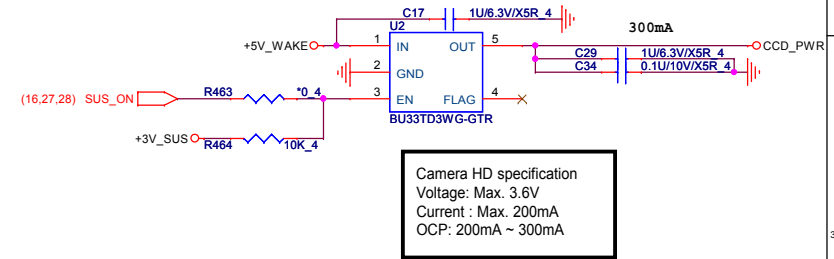 C17 1U/6.3V/X5R_4
U2
300mA
+5V_WAKE 1 IN OUT 5 CCD_PWR
C29 1U/6.3V/X5R_4
C34 0.1U/10V/X5R_4
2 GND
(16,27,28) SUS_ON R463 *0_4 3 EN FLAG 4
BU33TD3WG-GTR
+3V_SUS R464 10K_4
Camera HD specification
Voltage: Max. 3.6V
Current : Max. 200mA
OCP: 200mA ~ 300mA
3